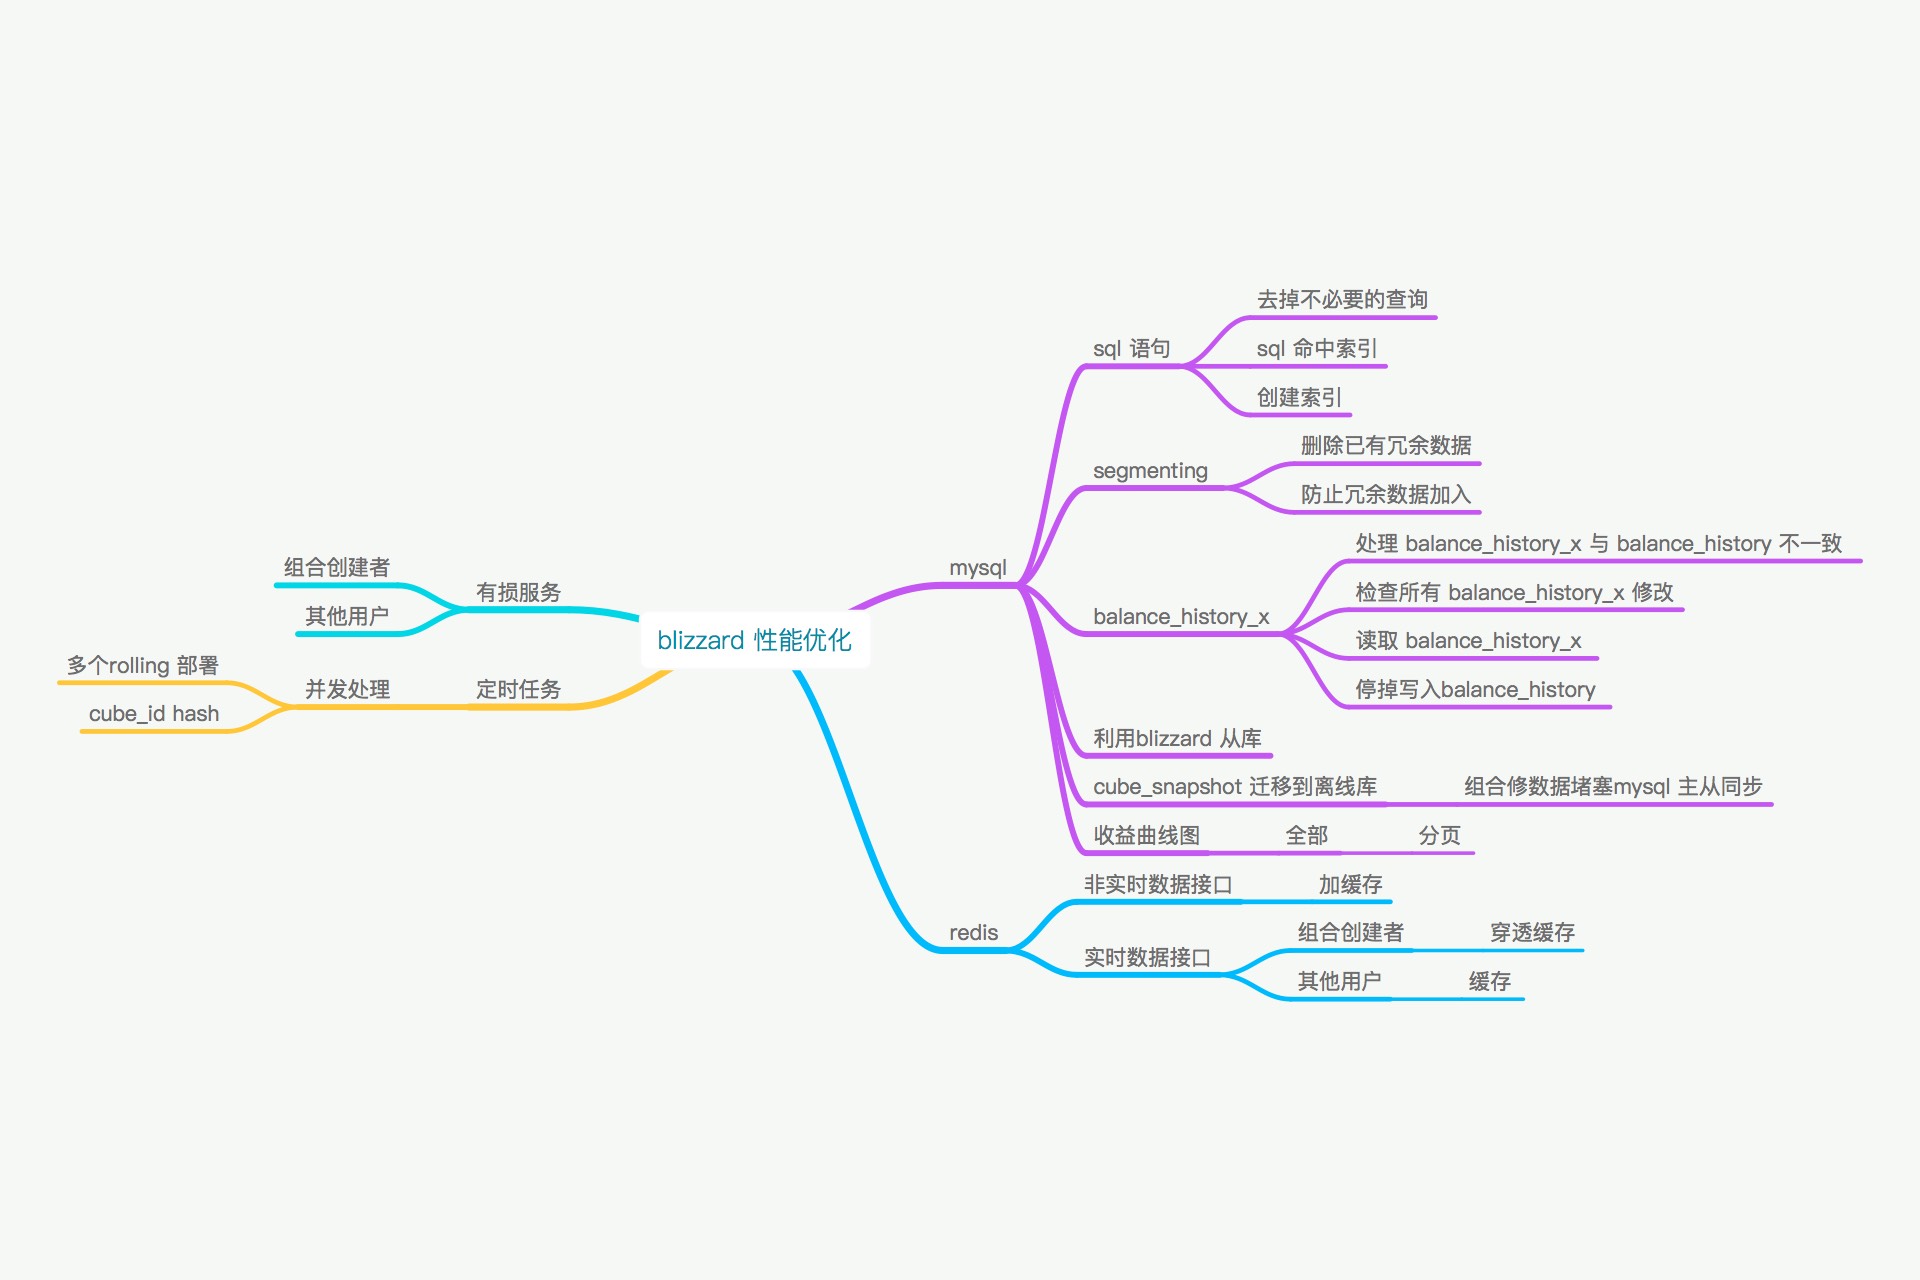 blizzard 性能优化
mysql
sql 语句
去掉不必要的查询
sql 命中索引
创建索引
segmenting
删除已有冗余数据
防止冗余数据加入
balance_history_x
处理 balance_history_x 与 balance_history 不一致
检查所有 balance_history_x 修改
读取 balance_history_x
停掉写入balance_history
利用blizzard 从库
cube_snapshot 迁移到离线库
组合修数据堵塞mysql 主从同步
收益曲线图
全部
分页
redis
非实时数据接口
加缓存
实时数据接口
组合创建者
穿透缓存
其他用户
缓存
有损服务
组合创建者
其他用户
定时任务
并发处理
多个rolling 部署
cube_id hash